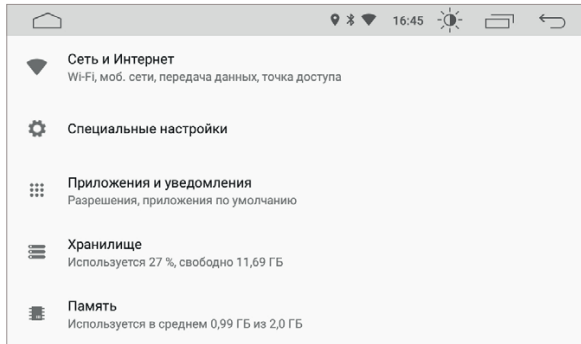 16:45
Сеть и Интернет
Wi-Fi, моб. сети, передача данных, точка доступа
Специальные настройки
Приложения и уведомления
Разрешения, приложения по умолчанию
Хранилище
Используется 27 %, свободно 11,69 ГБ
Память
Используется в среднем 0,99 ГБ из 2,0 ГБ